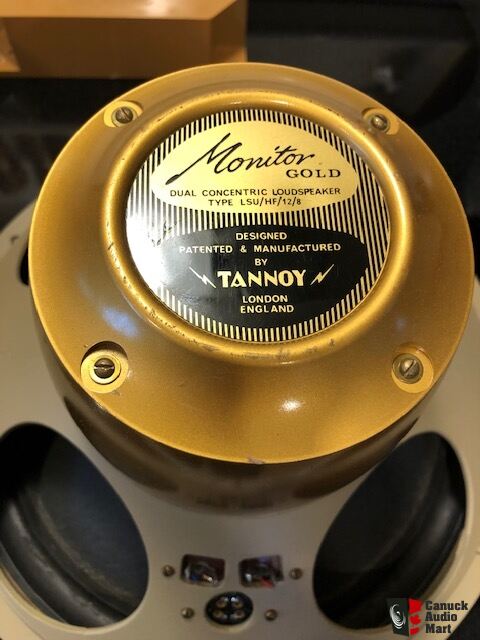 Monitor
GOLD
DUAL CONCENTRIC LOUDSPEAKER
TYPE LSU/HF/12/8
DESIGNED
PATENTED & MANUFACTURED
BY
TANNOY
LONDON
ENGLAND
Canuck
Audio
Mart